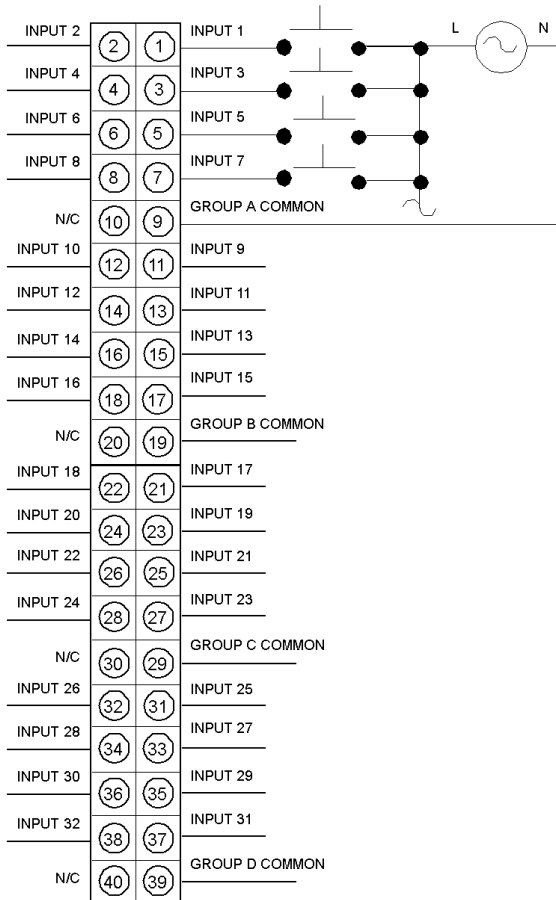 INPUT 2 2 1 INPUT 1 L N
INPUT 4 4 3 INPUT 3
INPUT 6 6 5 INPUT 5
INPUT 8 8 7 INPUT 7
N/C 10 9 GROUP A COMMON
INPUT 10 12 11 INPUT 9
INPUT 12 14 13 INPUT 11
INPUT 14 16 15 INPUT 13
INPUT 16 18 17 INPUT 15
N/C 20 19 GROUP B COMMON
INPUT 18 22 21 INPUT 17
INPUT 20 24 23 INPUT 19
INPUT 22 26 25 INPUT 21
INPUT 24 28 27 INPUT 23
N/C 30 29 GROUP C COMMON
INPUT 26 32 31 INPUT 25
INPUT 28 34 33 INPUT 27
INPUT 30 36 35 INPUT 29
INPUT 32 38 37 INPUT 31
N/C 40 39 GROUP D COMMON